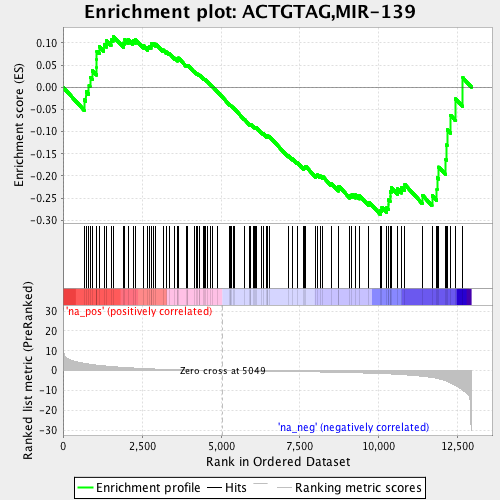 Enrichment plot: ACTGTAG,MIR-139
Enrichment score (ES)
0.10
0.05
0.00
-0.05
-0.10
-0.15
-0.20
-0.25
-0.30
'na_pos' (positively correlated)
Ranked list metric (PreRanked)
30
20
10
0
-10
-20
-30
Zero cross at 5049
'na_neg' (negatively correlated)
0
2,500
5,000
7,500
10,000
12,500
Rank in Ordered Dataset
Enrichment profile
Hits
Ranking metric scores